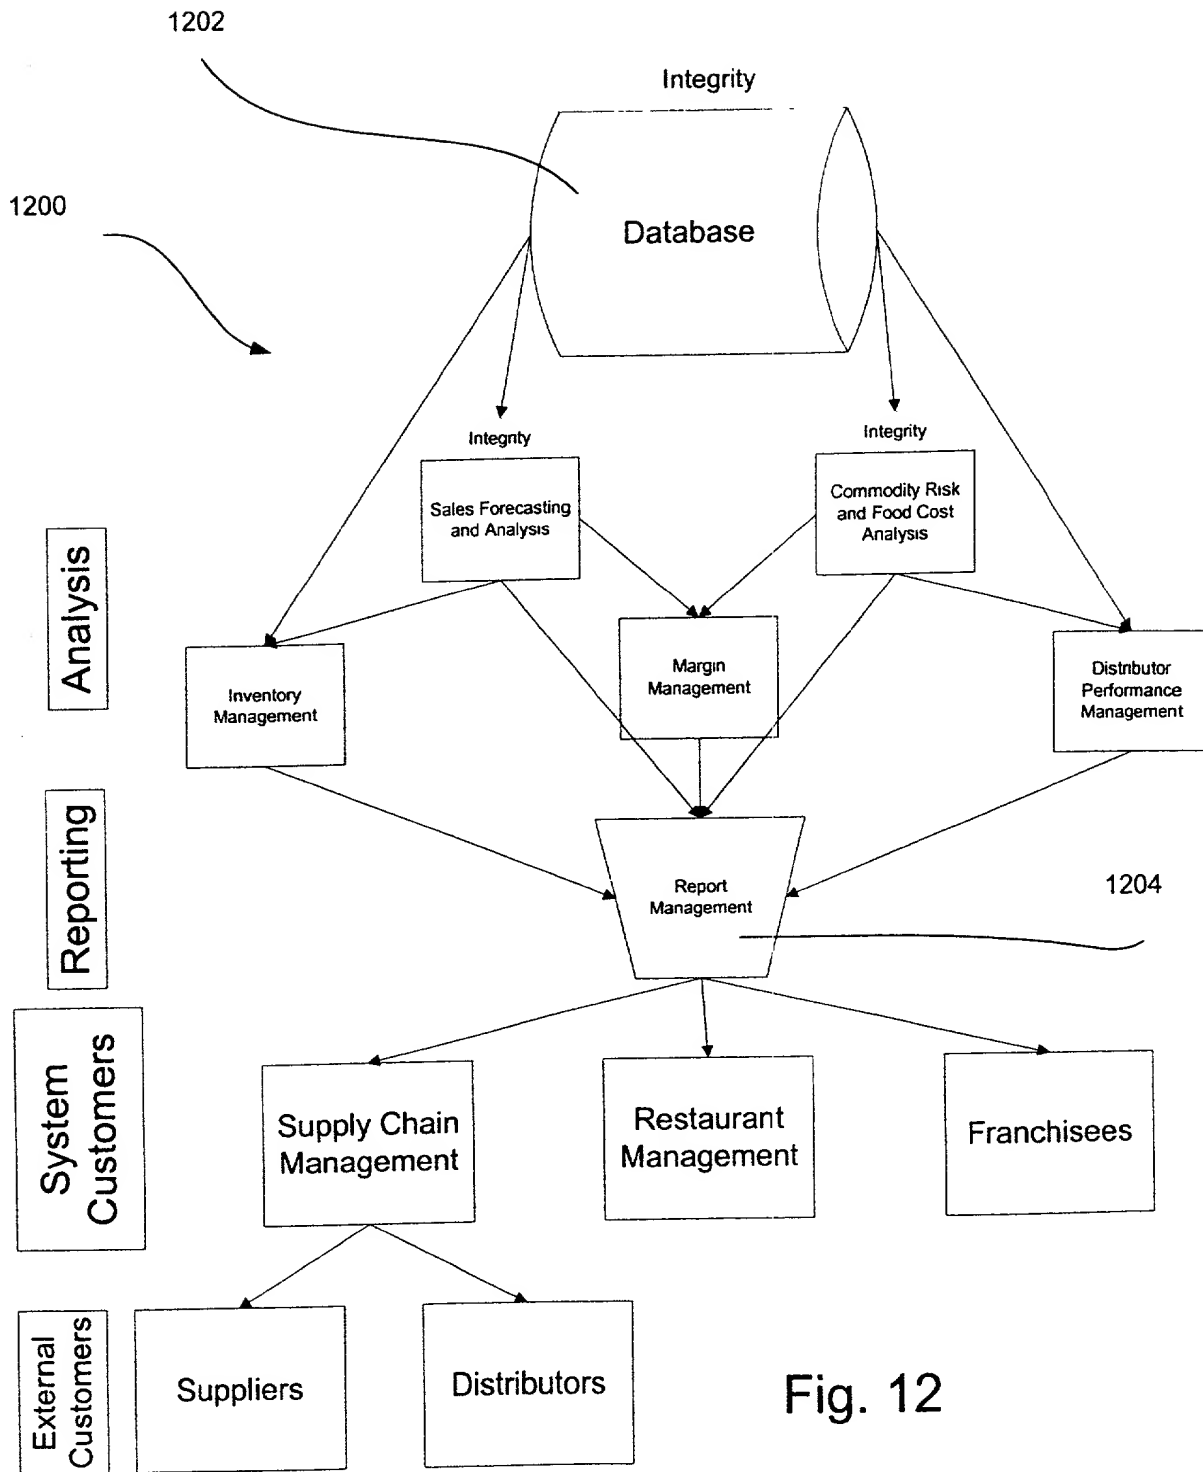 1202
Integrity
1200
Database
Integrity
Integrity
Sales Forecasting
and Analysis
Commodity Risk
and Food Cost
Analysis
Analysis
Inventory
Management
Margin
Management
Distributor
Performance
Management
Reporting
Report
Management
1204
System
Customers
Supply Chain
Management
Restaurant
Management
Franchisees
External
Customers
Suppliers
Distributors
Fig. 12